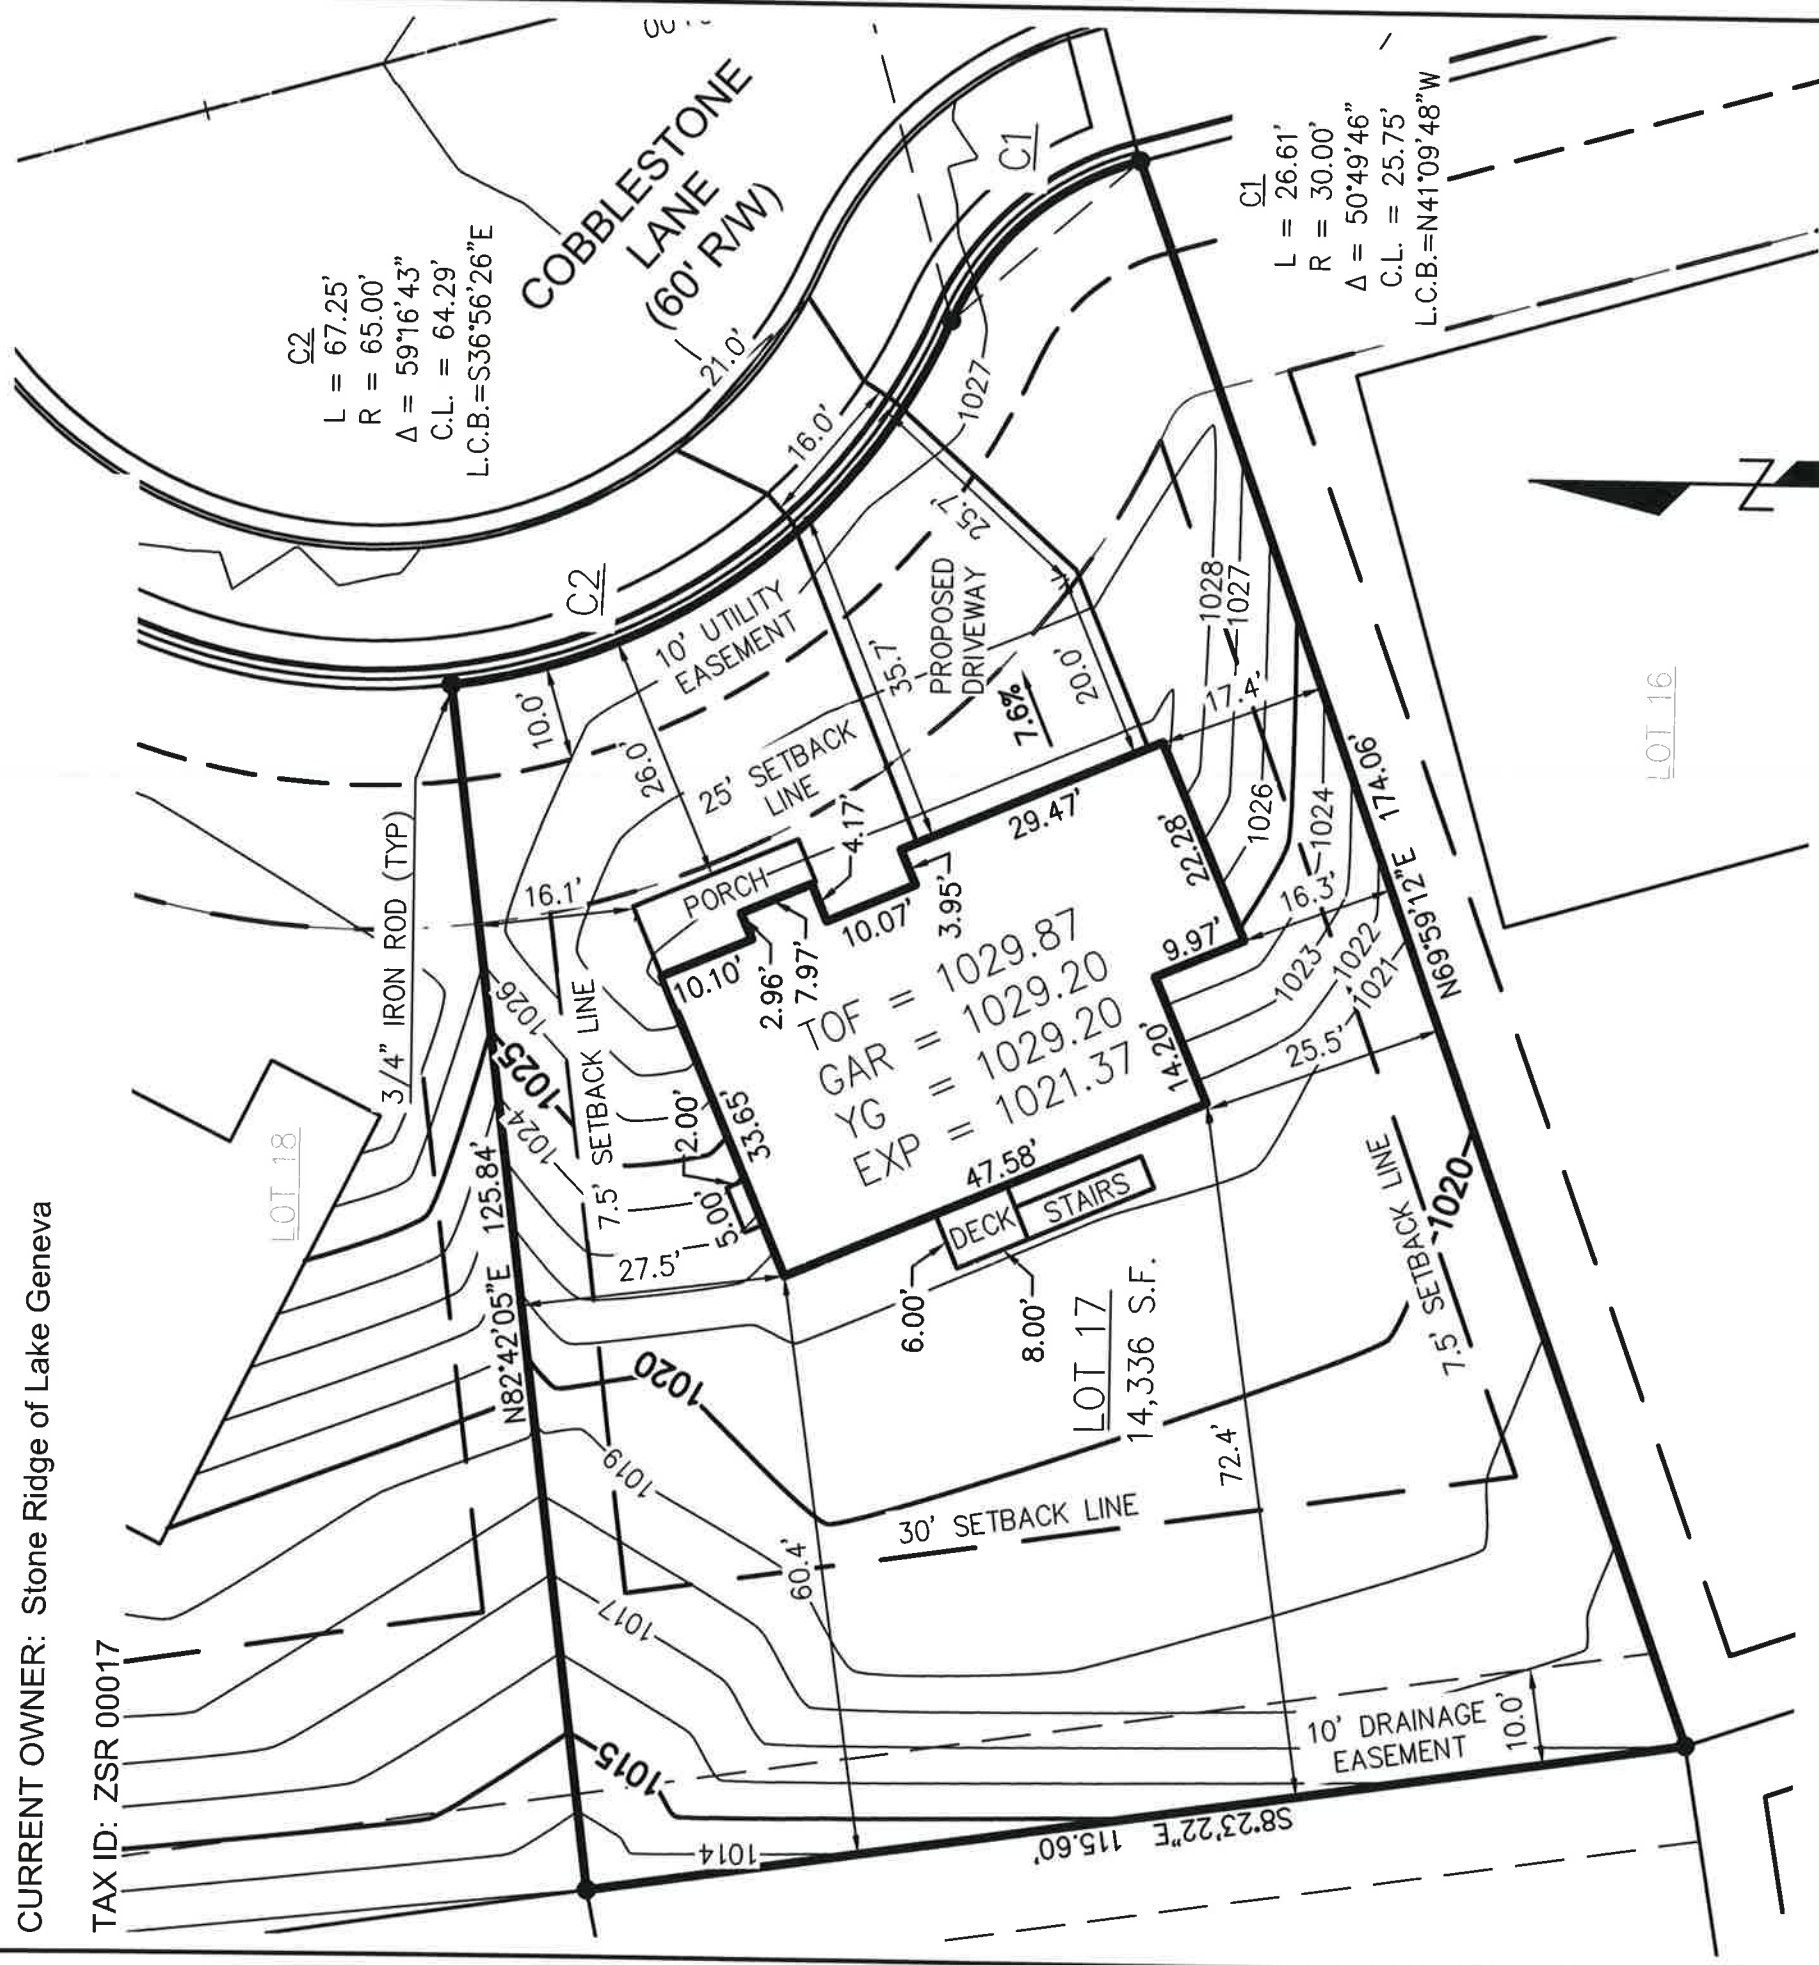 CURRENT OWNER: Stone Ridge of Lake Geneva
TAX ID: ZSR 00017
C2
L = 67.25'
R = 65.00'
Δ = 59°16'43"
C.L. = 64.29'
L.C.B.=S36°56'26"E
COBBLESTONE
LANE
(60' R/W)
21.0'
16.0'
C1
C1
L = 26.61'
R = 30.00'
Δ = 50°49'46"
C.L. = 25.75'
L.C.B.=N41°09'48"W
C2
10' UTILITY
EASEMENT
10.0'
26.0'
25' SETBACK
LINE
35.7'
25.7'
PROPOSED
DRIVEWAY
7.6%
20.0'
1027
1028
1027
17.4'
1026
1024
16.3'
1023
1022
1021
25.5'
N69°59'12"E 174.06'
LOT 16
N
3/4" IRON ROD (TYP)
LOT 18
16.1'
PORCH
4.17'
10.10'
2.96'
7.97'
10.07'
3.95'
29.47'
22.28'
9.97'
14.20'
47.58'
33.65'
2.00'
5.00'
27.5'
TOF = 1029.87
GAR = 1029.20
YG = 1029.20
EXP = 1021.37
DECK
STAIRS
6.00'
8.00'
LOT 17
14,336 S.F.
7.5' SETBACK LINE
1026
1025
1024
N82°42'05"E 125.84'
1020
1019
1017
1015
1014
60.4'
72.4'
30' SETBACK LINE
7.5' SETBACK LINE
1020
10' DRAINAGE
EASEMENT
10.0'
S8°23'22"E 115.60'